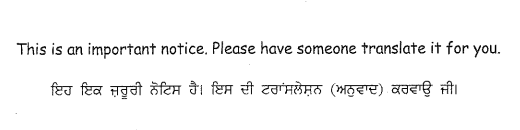 This is an important notice. Please have someone translate it for you.
ਇਹ ਇਕ ਜ਼ਰੂਰੀ ਨੋਟਿਸ ਹੈ। ਇਸ ਦੀ ਟਰਾਂਸਲੇਸ਼ਨ (ਅਨੁਵਾਦ) ਕਰਵਾਉ ਜੀ।